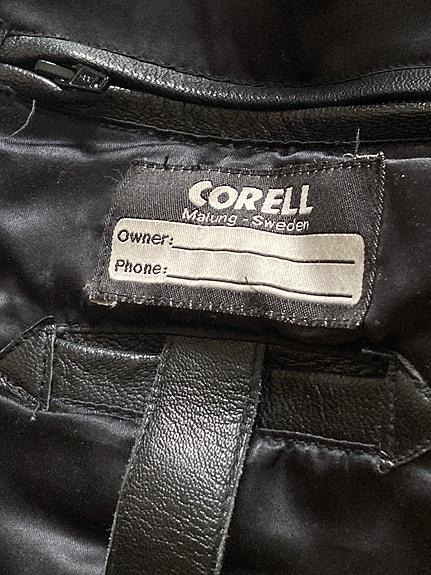 CORELL
Malung - Sweden
Owner:
Phone: